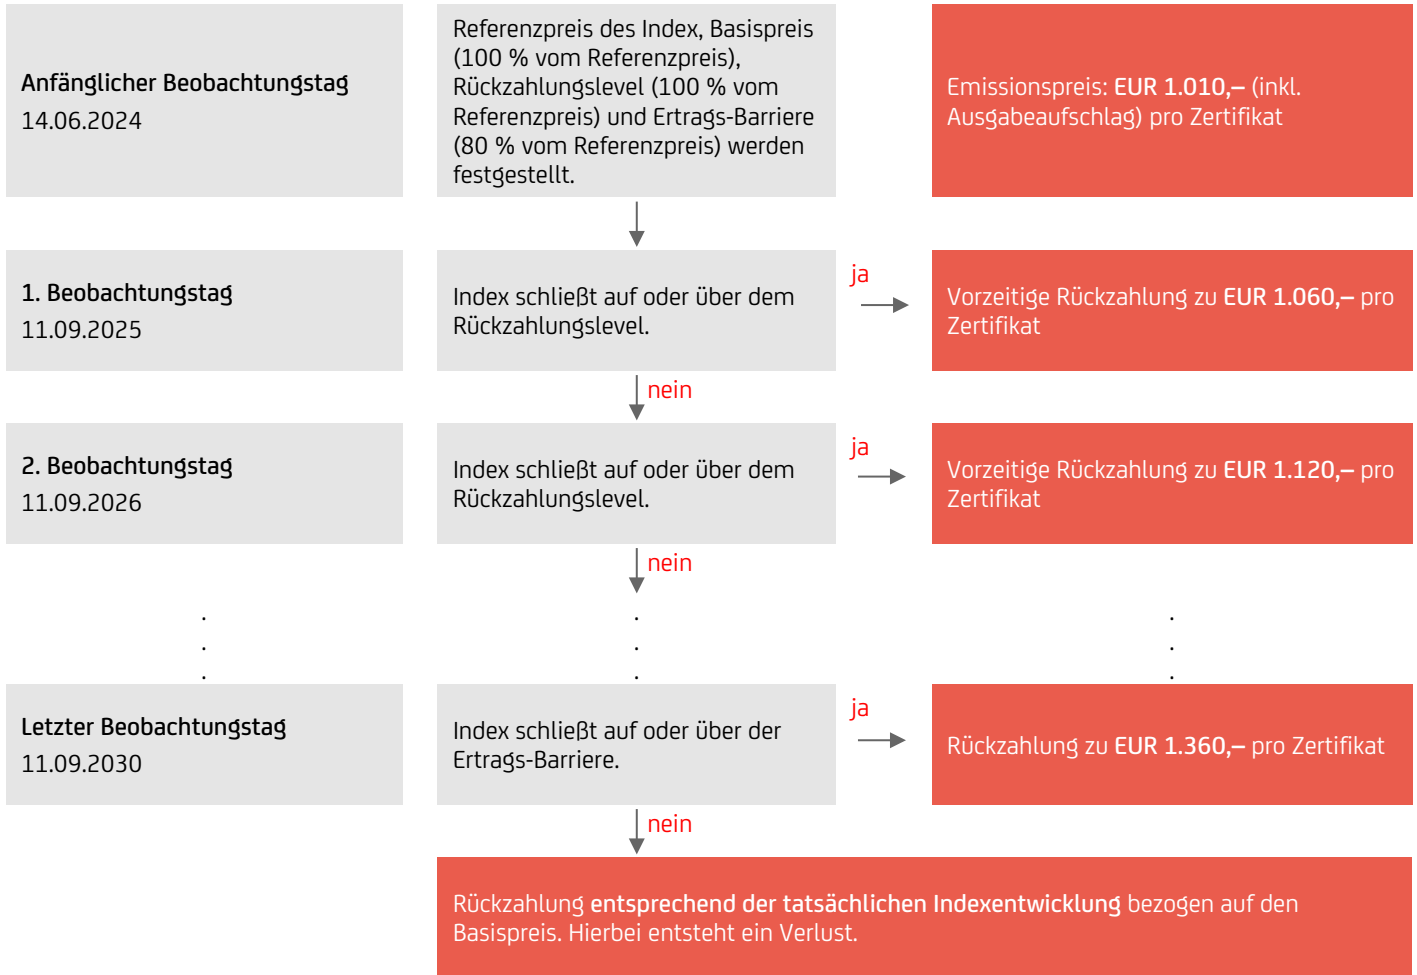 Anfänglicher Beobachtungstag
14.06.2024
Referenzpreis des Index, Basispreis
(100 % vom Referenzpreis),
Rückzahlungslevel (100 % vom
Referenzpreis) und Ertrags-Barriere
(80 % vom Referenzpreis) werden
festgestellt.
Emissionspreis: EUR 1.010,– (inkl.
Ausgabeaufschlag) pro Zertifikat
1. Beobachtungstag
11.09.2025
Index schließt auf oder über dem
Rückzahlungslevel.
ja
Vorzeitige Rückzahlung zu EUR 1.060,– pro
Zertifikat
nein
2. Beobachtungstag
11.09.2026
Index schließt auf oder über dem
Rückzahlungslevel.
ja
Vorzeitige Rückzahlung zu EUR 1.120,– pro
Zertifikat
nein
. . .
. . .
. . .
Letzter Beobachtungstag
11.09.2030
Index schließt auf oder über der
Ertrags-Barriere.
ja
Rückzahlung zu EUR 1.360,– pro Zertifikat
nein
Rückzahlung entsprechend der tatsächlichen Indexentwicklung bezogen auf den
Basispreis. Hierbei entsteht ein Verlust.